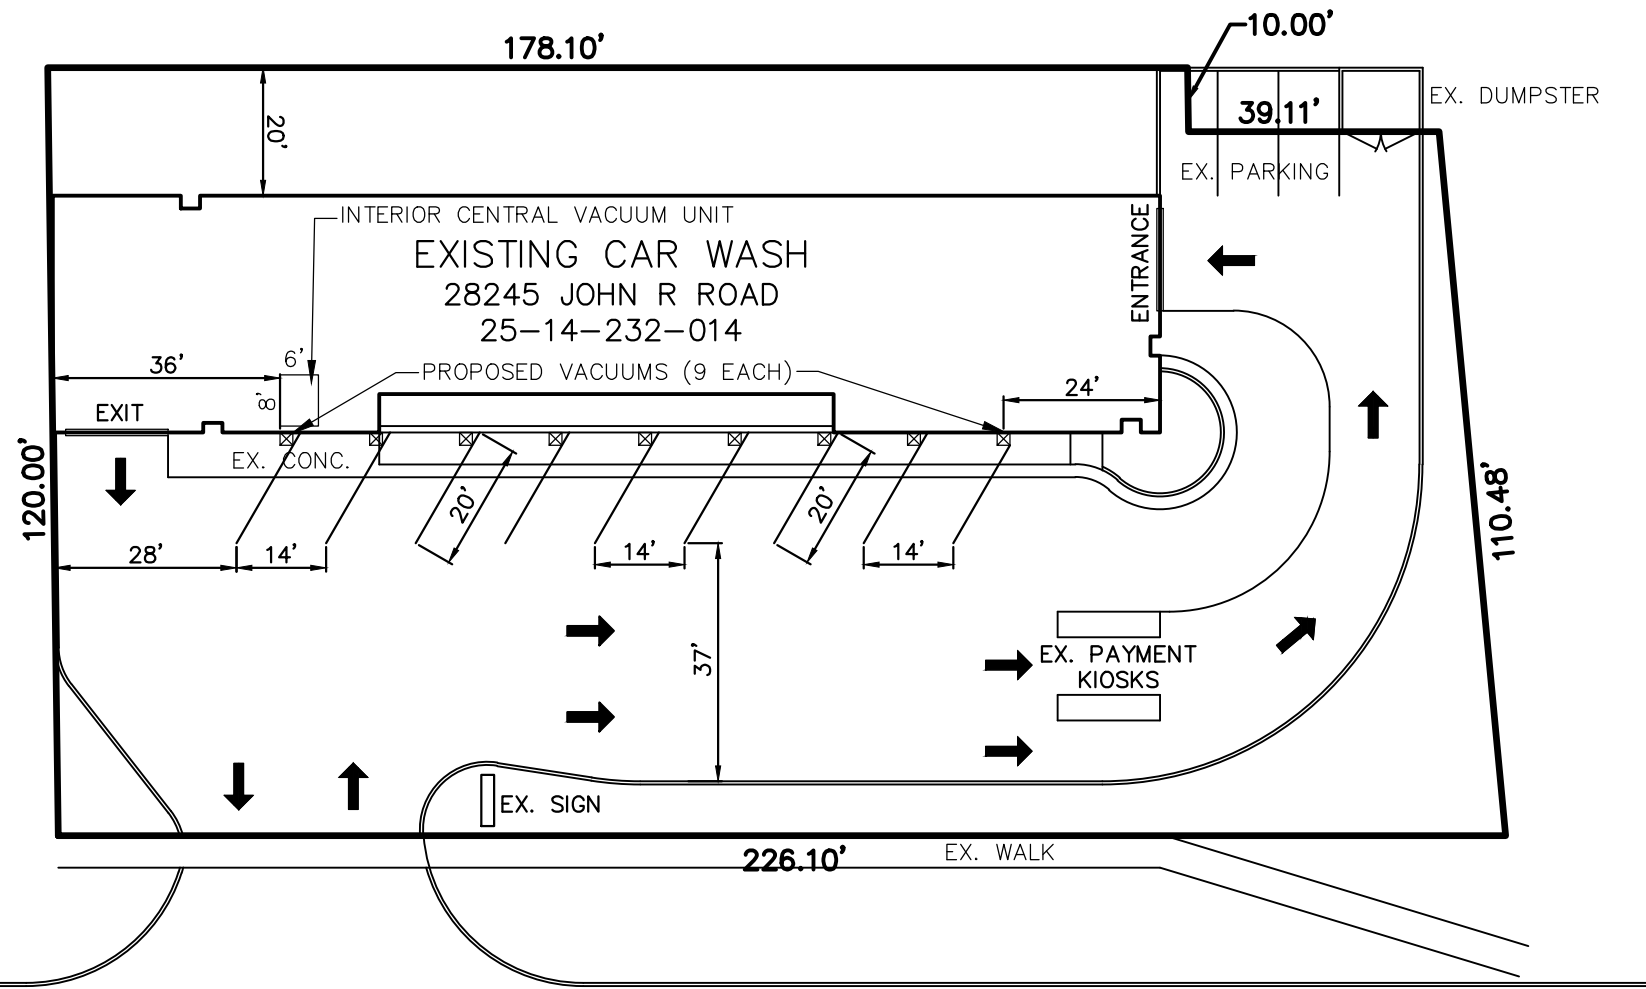 178.10'
10.00'
39.11'
EX. DUMPSTER
20'
EX. PARKING
INTERIOR CENTRAL VACUUM UNIT
EXISTING CAR WASH
28245 JOHN R ROAD
25-14-232-014
ENTRANCE
36'
6'
8'
PROPOSED VACUUMS (9 EACH)
24'
EXIT
EX. CONC.
120.00'
20'
20'
110.48'
28'
14'
14'
14'
37'
EX. PAYMENT
KIOSKS
EX. SIGN
226.10'
EX. WALK